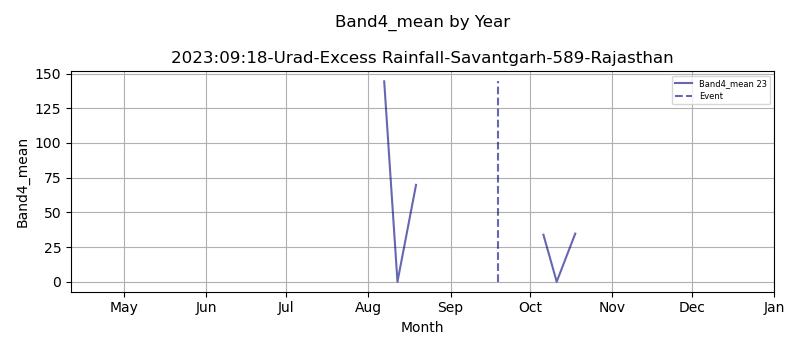 Band4_mean by Year
2023:09:18-Urad-Excess Rainfall-Savantgarh-589-Rajasthan
Band4_mean
150
125
100
75
50
25
0
Band4_mean 23
Event
May Jun Jul Aug Sep Oct Nov Dec Jan
Month